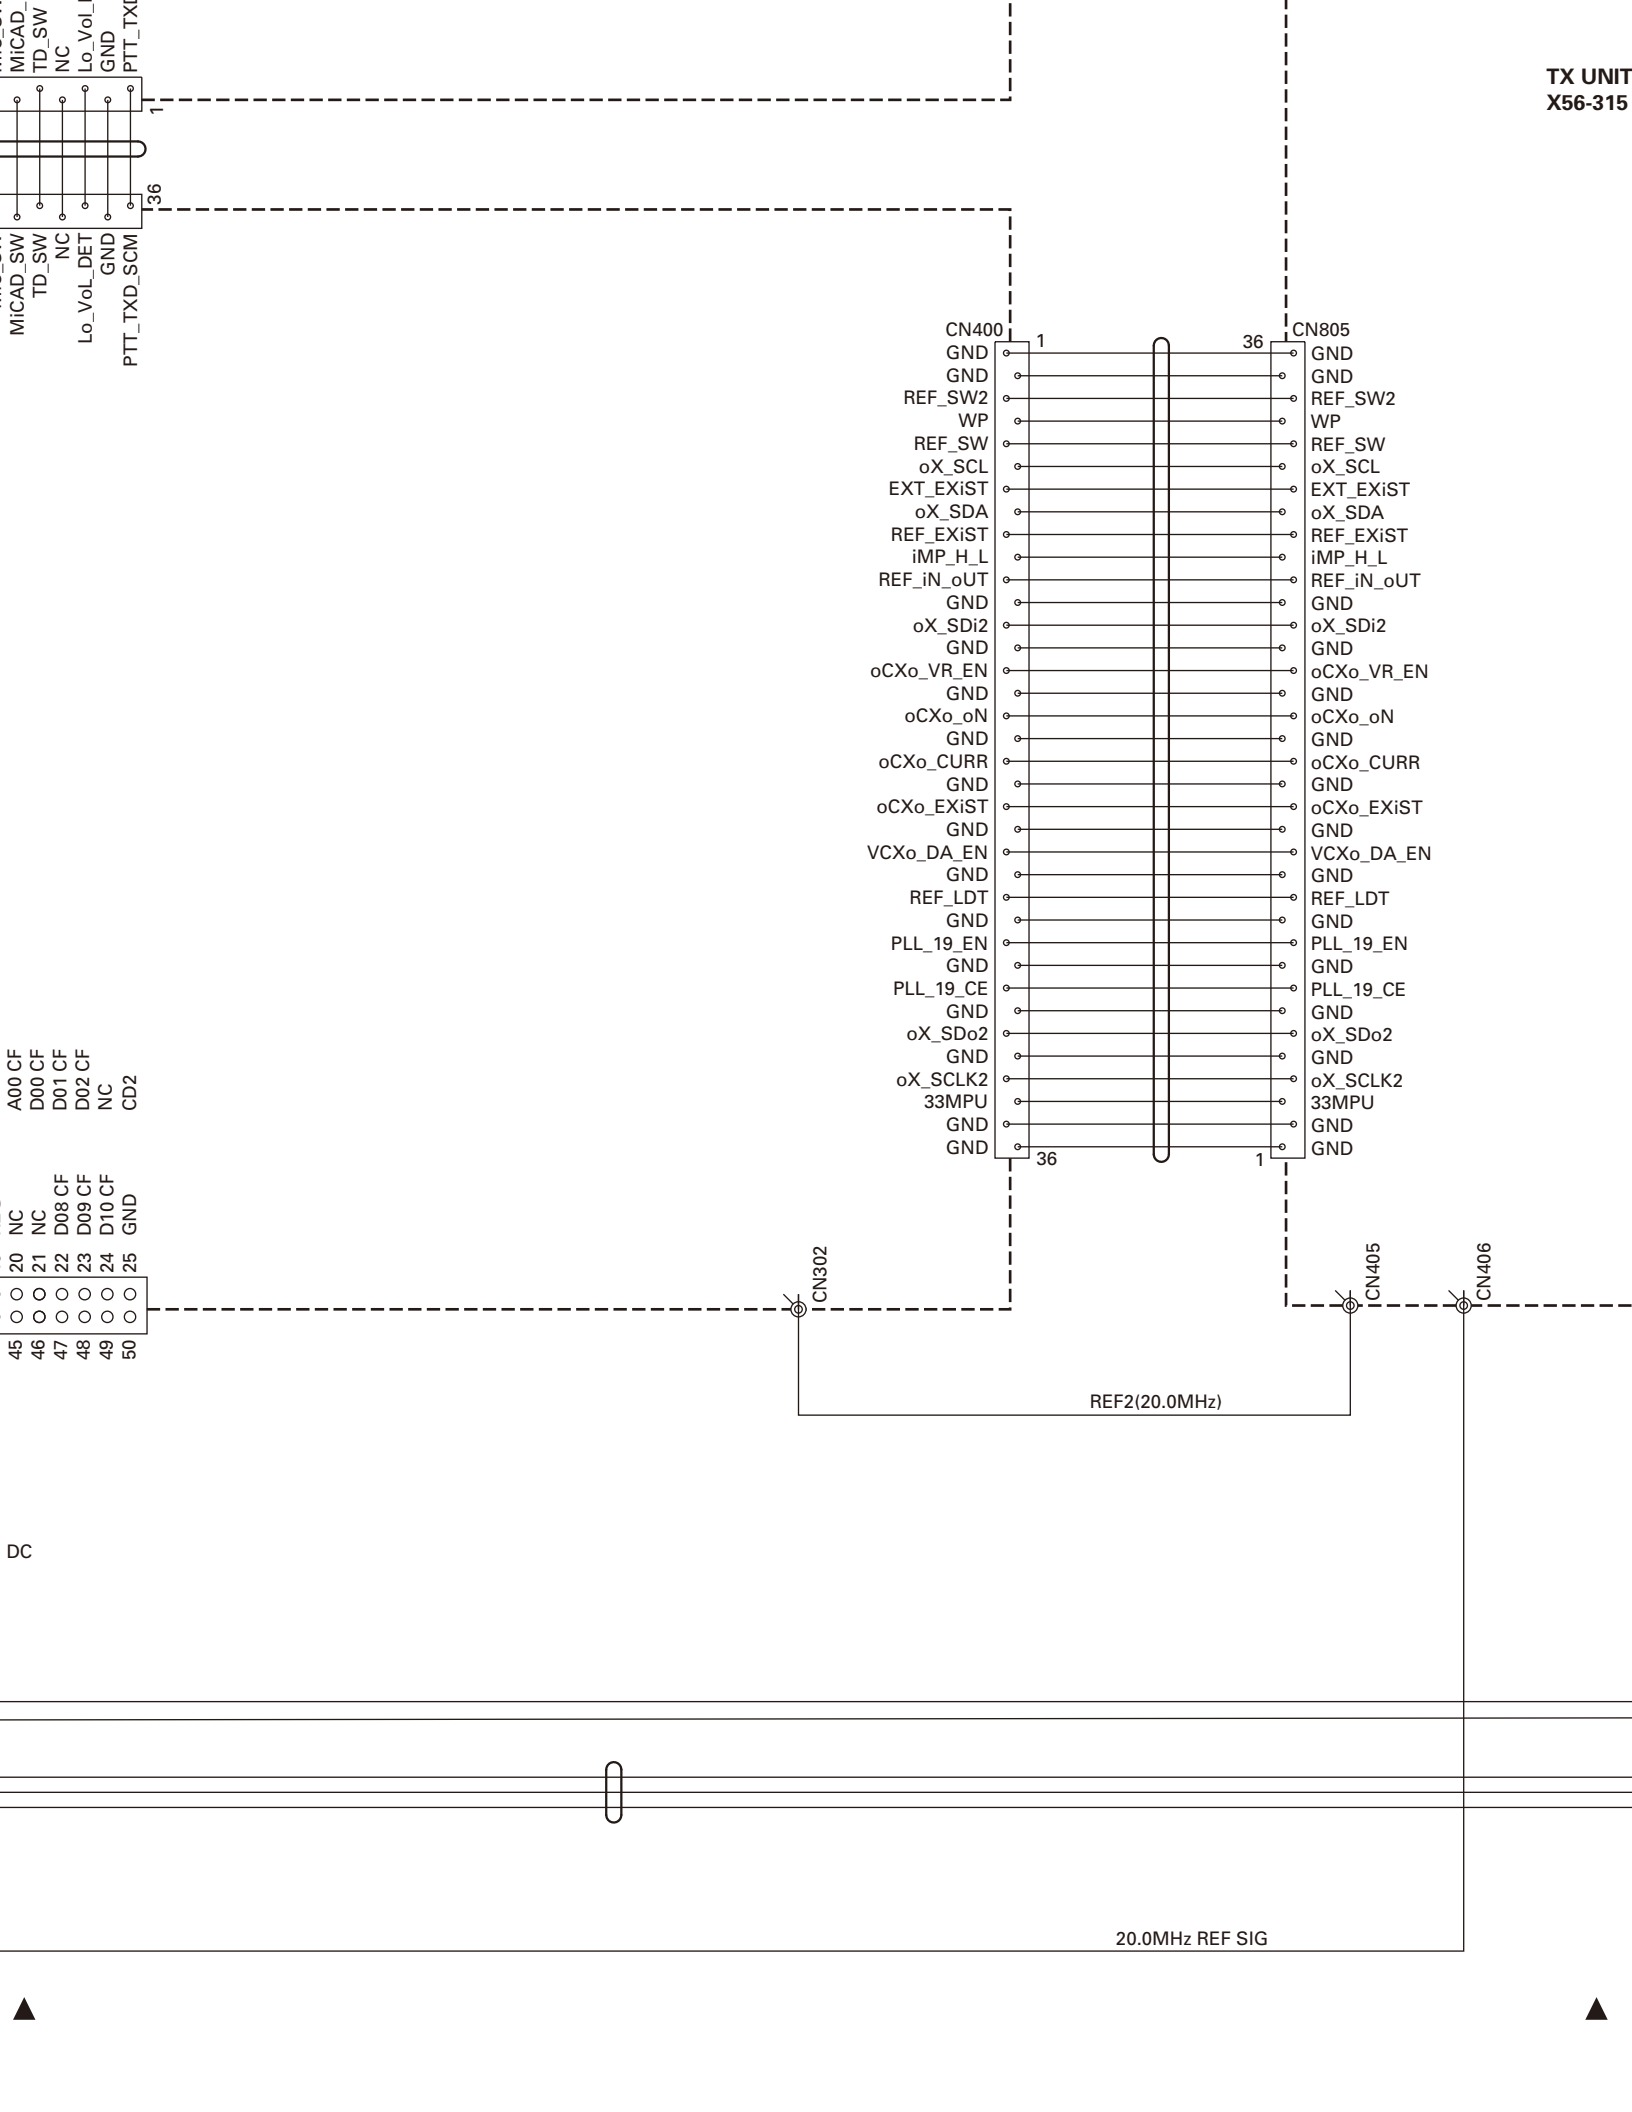 MiCAD_
TD_SW
NC
GND
1
36
MiCAD_SW
TD_SW
NC
Lo_VoL_DET
GND
PTT_TXD_SCM
TX UNIT
X56-315
CN400
CN805
1
36
GND
GND
GND
GND
REF_SW2
REF_SW2
WP
WP
REF_SW
REF_SW
oX_SCL
oX_SCL
EXT_EXiST
EXT_EXiST
oX_SDA
oX_SDA
REF_EXiST
REF_EXiST
iMP_H_L
iMP_H_L
REF_iN_oUT
REF_iN_oUT
GND
GND
oX_SDi2
oX_SDi2
GND
GND
oCXo_VR_EN
oCXo_VR_EN
GND
GND
oCXo_oN
oCXo_oN
GND
GND
oCXo_CURR
oCXo_CURR
GND
GND
oCXo_EXiST
oCXo_EXiST
GND
GND
VCXo_DA_EN
VCXo_DA_EN
GND
GND
REF_LDT
REF_LDT
GND
GND
PLL_19_EN
PLL_19_EN
GND
GND
PLL_19_CE
PLL_19_CE
GND
GND
oX_SDo2
oX_SDo2
GND
GND
oX_SCLK2
oX_SCLK2
33MPU
33MPU
GND
GND
GND
GND
36
1
A00 CF
D00 CF
D01 CF
D02 CF
NC
CD2
20 NC
21 NC
22 D08 CF
23 D09 CF
24 D10 CF
25 GND
45
46
47
48
49
50
CN302
CN405
CN406
REF2(20.0MHz)
DC
20.0MHz REF SIG